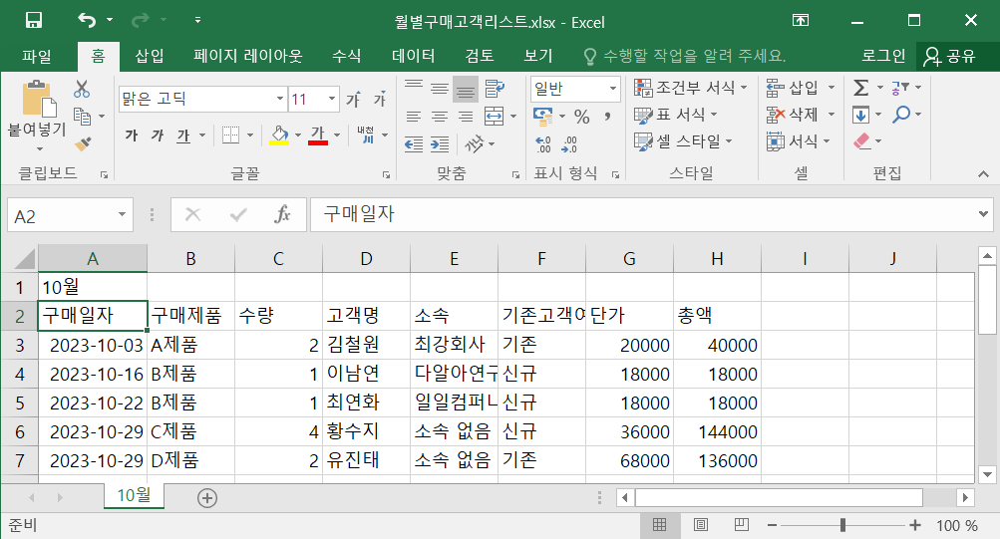 월별구매고객리스트.xlsx - Excel
파일 홈 삽입 페이지 레이아웃 수식 데이터 검토 보기 수행할 작업을 알려 주세요. 로그인 공유
붙여넣기
클립보드
맑은 고딕 11 가 가
가 가 가 가 내천
글꼴
맞춤
일반
% ,
.0 .00 .00 .0
표시 형식
조건부 서식
표 서식
셀 스타일
스타일
삽입
삭제
서식
셀
Σ
편집
A2 fx 구매일자
A B C D E F G H I J
1 10월
2 구매일자 구매제품 수량 고객명 소속 기존고객여 단가 총액
3 2023-10-03 A제품 2 김철원 최강회사 기존 20000 40000
4 2023-10-16 B제품 1 이남연 다알아연구 신규 18000 18000
5 2023-10-22 B제품 1 최연화 일일컴퍼니 신규 18000 18000
6 2023-10-29 C제품 4 황수지 소속 없음 신규 36000 144000
7 2023-10-29 D제품 2 유진태 소속 없음 기존 68000 136000
10월
준비 100 %